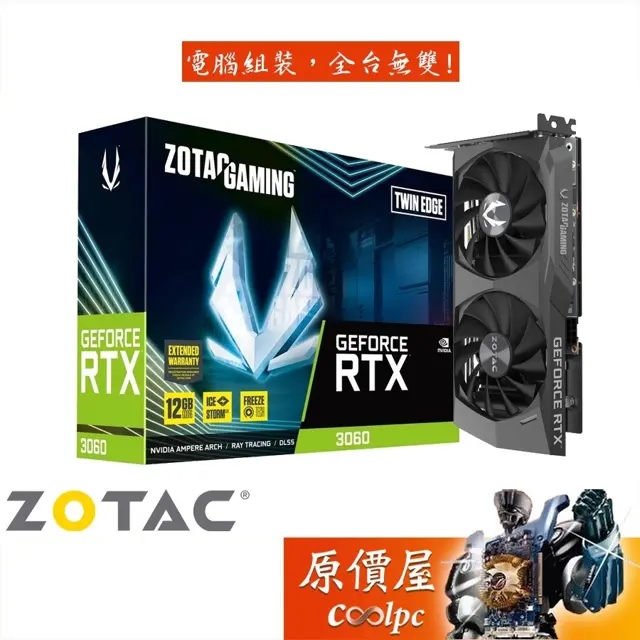 電腦組裝，全台無雙!
ZOTAC GAMING
TWIN EDGE
GEFORCE
RTX
3060
EXTENDED
WARRANTY
12GB
ICE
STORM
FREEZE
TECH
NVIDIA AMPERE ARCH / RAY TRACING / DLSS
GEFORCE
RTX
3060
NVIDIA
ZOTAC GAMING
ZOTAC
GEFORCE RTX
ZOTAC®
原價屋
coolpc